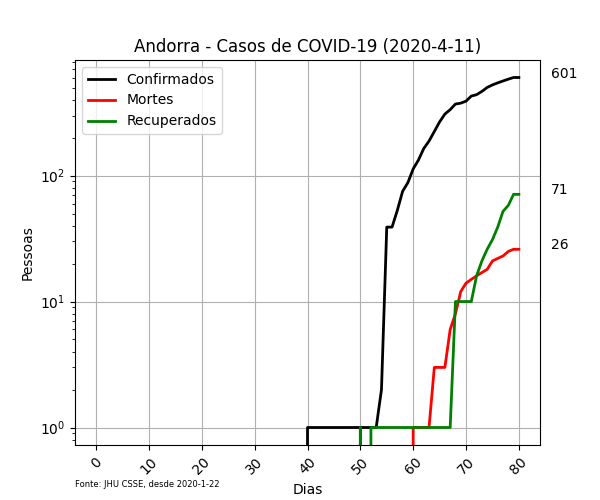 Andorra - Casos de COVID-19 (2020-4-11)
Confirmados
Mortes
Recuperados
601
71
26
10²
10¹
10⁰
Pessoas
0 10 20 30 40 50 60 70 80
Dias
Fonte: JHU CSSE, desde 2020-1-22